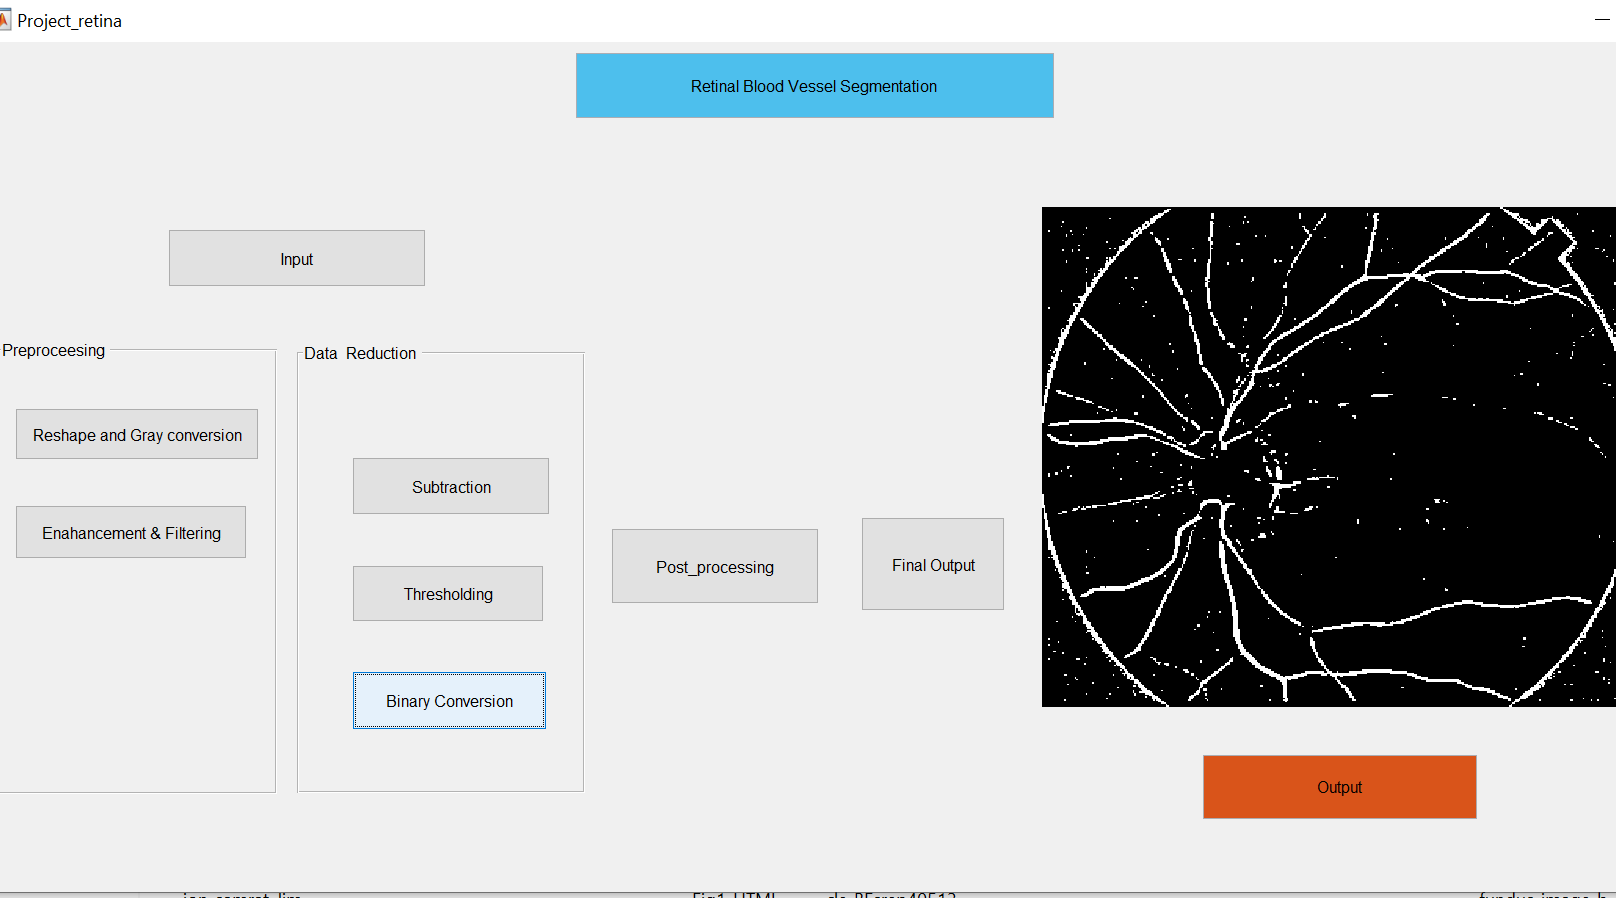 Project_retina
Retinal Blood Vessel Segmentation
Input
Preproceesing
Data  Reduction
Reshape and Gray conversion
Subtraction
Enahancement & Filtering
Post_processing
Final Output
Thresholding
Binary Conversion
Output